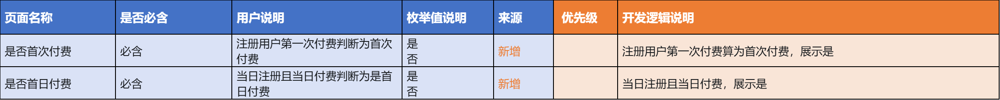 页面名称 是否必含 用户说明 枚举值说明 来源 优先级 开发逻辑说明
是否首次付费 必含 注册用户第一次付费判断为首次 是 新增 注册用户第一次付费算为首次付费，展示是
付费 否
是否首日付费 必含 当日注册且当日付费判断为是首 是 新增 当日注册且当日付费，展示是
日付费 否